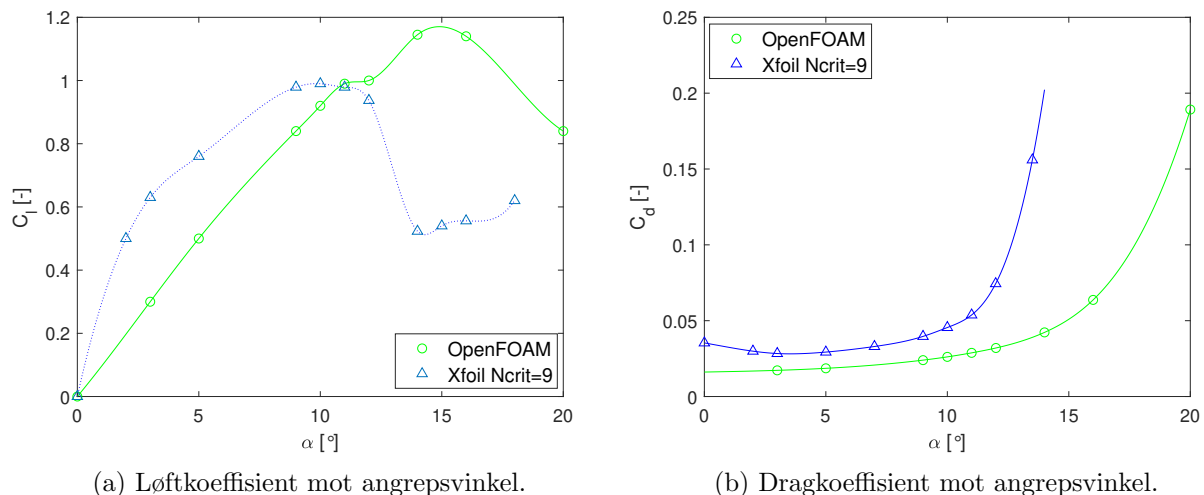 1.2
1
0.8
0.6
0.4
0.2
0
C_l [-]
0 5 10 15 20
α [°]
OpenFOAM
Xfoil Ncrit=9
(a) Løftkoeffisient mot angrepsvinkel.
0.25
0.2
0.15
0.1
0.05
0
C_d [-]
0 5 10 15 20
α [°]
OpenFOAM
Xfoil Ncrit=9
(b) Dragkoeffisient mot angrepsvinkel.